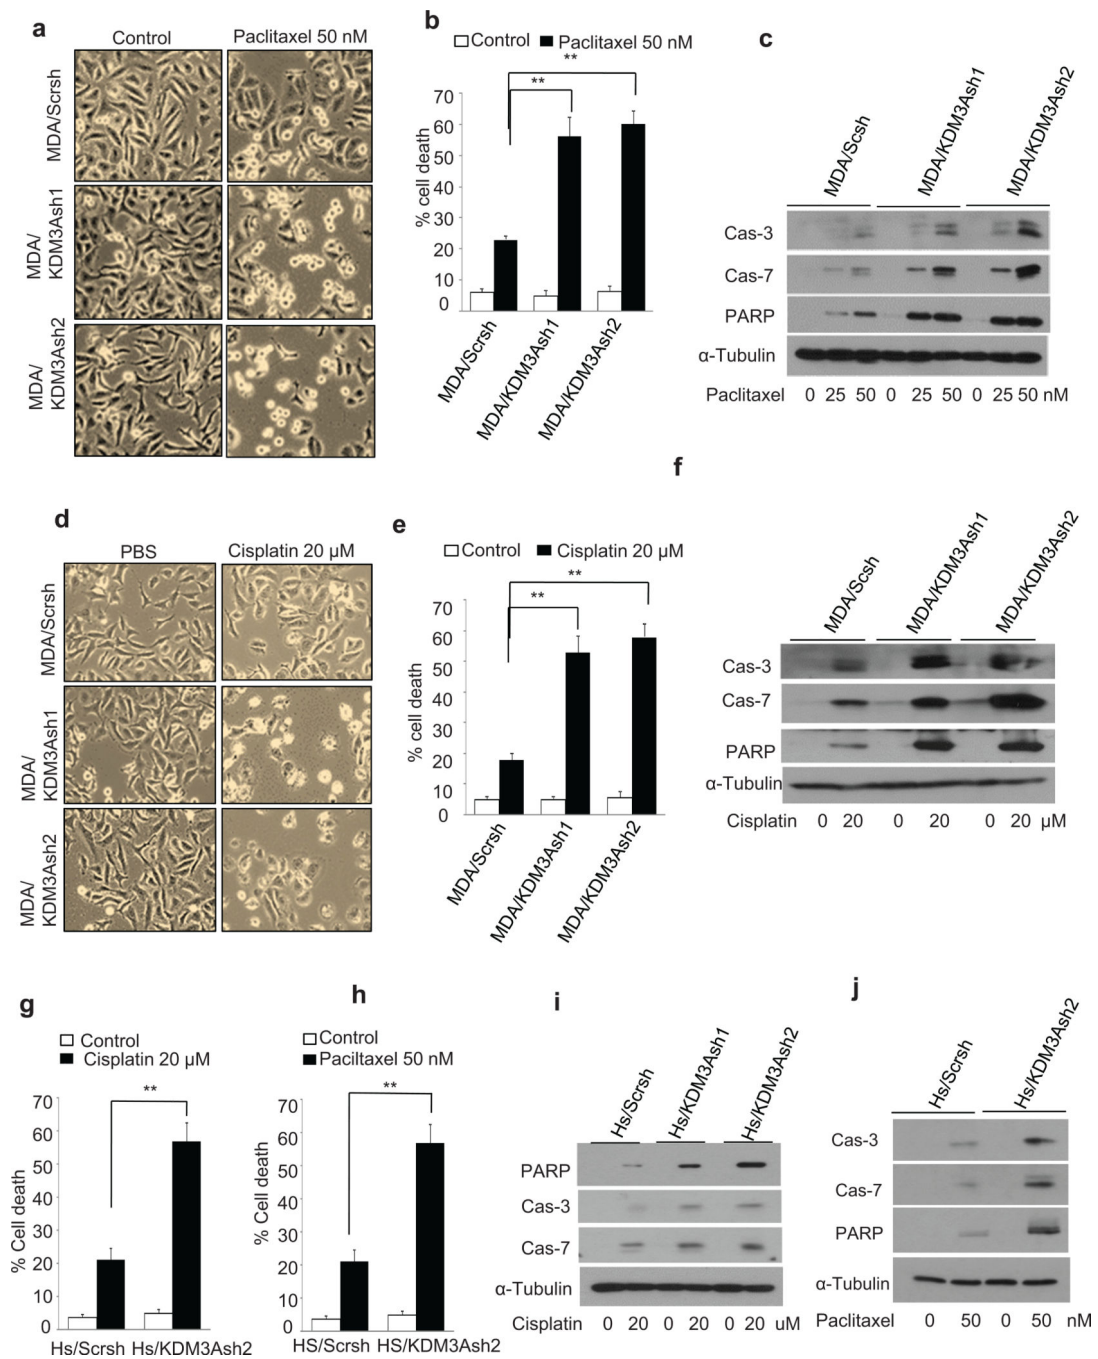 a
Control Paclitaxel 50 nM
MDA/Scrsh
MDA/
KDM3Ash1
MDA/
KDM3Ash2
b
Control Paclitaxel 50 nM
**
**
% cell death
70
60
50
40
30
20
10
0
MDA/Scrsh
MDA/KDM3Ash1
MDA/KDM3Ash2
c
MDA/Scsh
MDA/KDM3Ash1
MDA/KDM3Ash2
Cas-3
Cas-7
PARP
α-Tubulin
Paclitaxel 0 25 50 0 25 50 0 25 50 nM
d
PBS Cisplatin 20 µM
MDA/Scrsh
MDA/
KDM3Ash1
MDA/
KDM3Ash2
e
Control Cisplatin 20 µM
**
**
% cell death
70
60
50
40
30
20
10
0
MDA/Scrsh
MDA/KDM3Ash1
MDA/KDM3Ash2
f
MDA/Scsh
MDA/KDM3Ash1
MDA/KDM3Ash2
Cas-3
Cas-7
PARP
α-Tubulin
Cisplatin 0 20 0 20 0 20 µM
g
Control
Cisplatin 20 µM
**
% Cell death
70
60
50
40
30
20
10
0
Hs/Scrsh Hs/KDM3Ash2
h
Control
Paciltaxel 50 nM
**
% Cell death
70
60
50
40
30
20
10
0
HS/Scrsh HS/KDM3Ash2
i
Hs/Scrsh
Hs/KDM3Ash1
Hs/KDM3Ash2
PARP
Cas-3
Cas-7
α-Tubulin
Cisplatin 0 20 0 20 0 20 uM
j
Hs/Scrsh
Hs/KDM3Ash2
Cas-3
Cas-7
PARP
α-Tubulin
Paclitaxel 0 50 0 50 nM